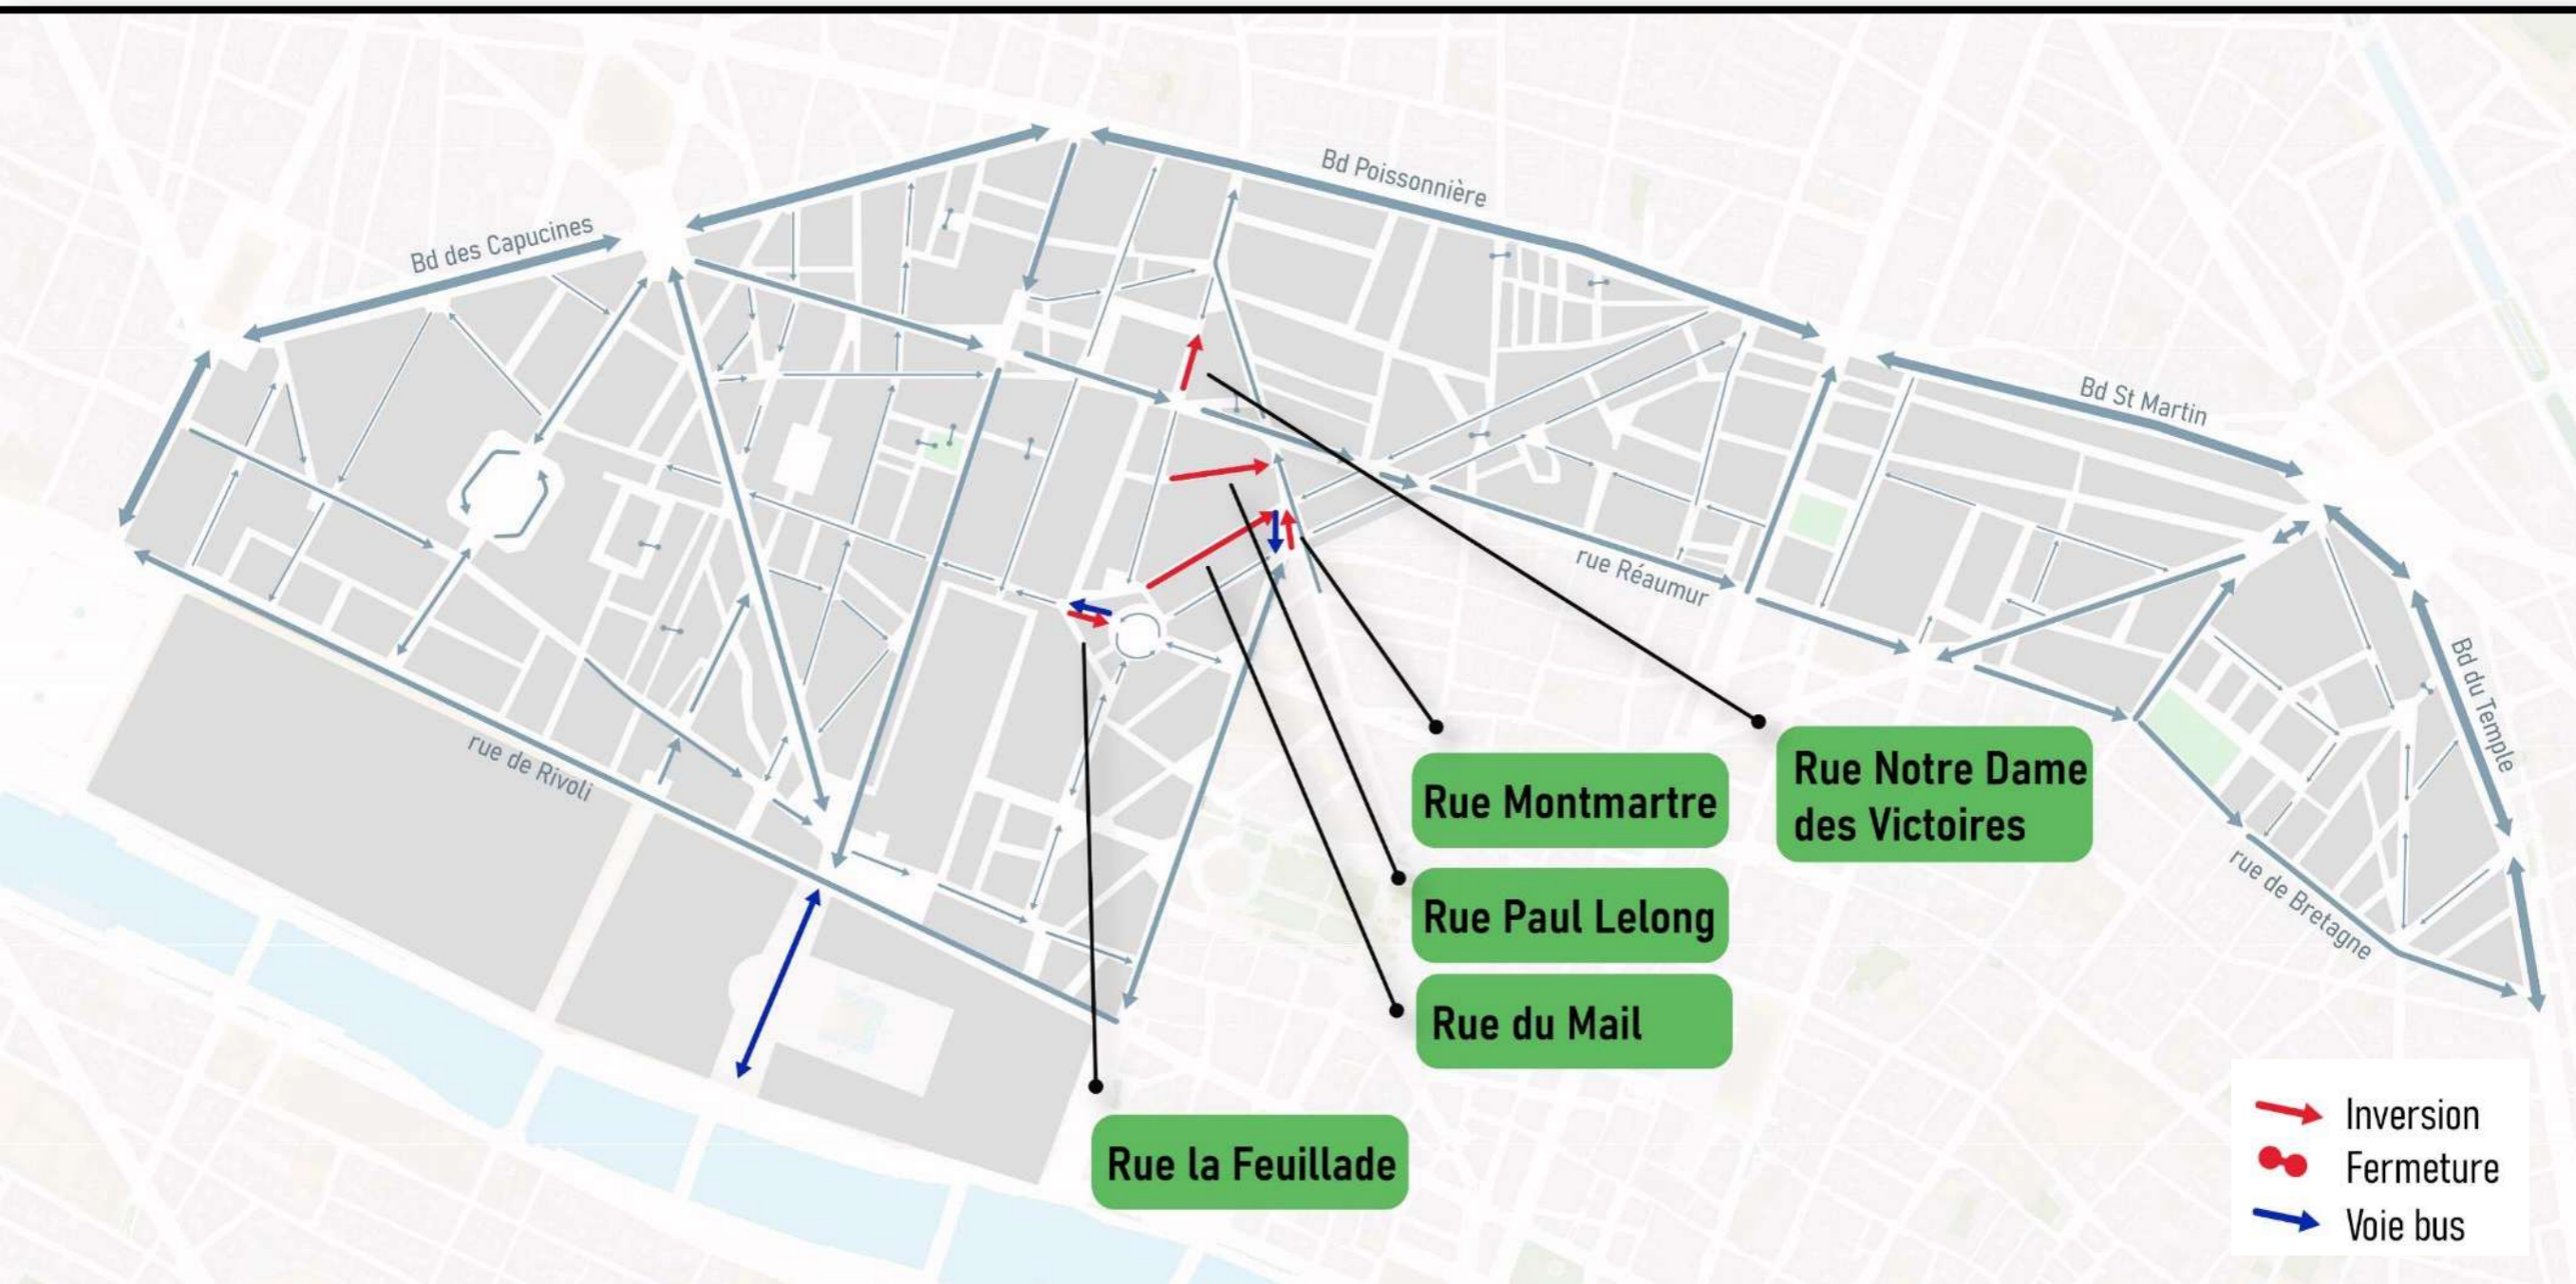 Bd Poissonnière
Bd des Capucines
Bd St Martin
rue Réaumur
Bd du Temple
rue de Rivoli
rue de Bretagne
Rue Notre Dame
des Victoires
Rue Montmartre
Rue Paul Lelong
Rue du Mail
Rue la Feuillade
Inversion
Fermeture
Voie bus